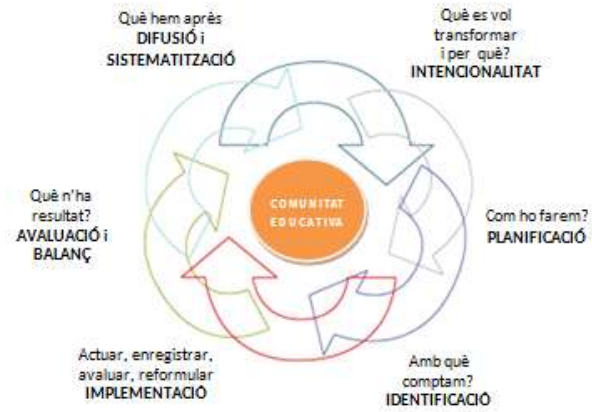 Què hem après
DIFUSIÓ i
SISTEMATITZACIÓ
Què es vol
transformar
i per què?
INTENCIONALITAT
COMUNITAT
EDUCATIVA
Què n'ha
resultat?
AVALUACIÓ i
BALANÇ
Com ho farem?
PLANIFICACIÓ
Actuar, enregistrar,
avaluar, reformular
IMPLEMENTACIÓ
Amb què
comptam?
IDENTIFICACIÓ